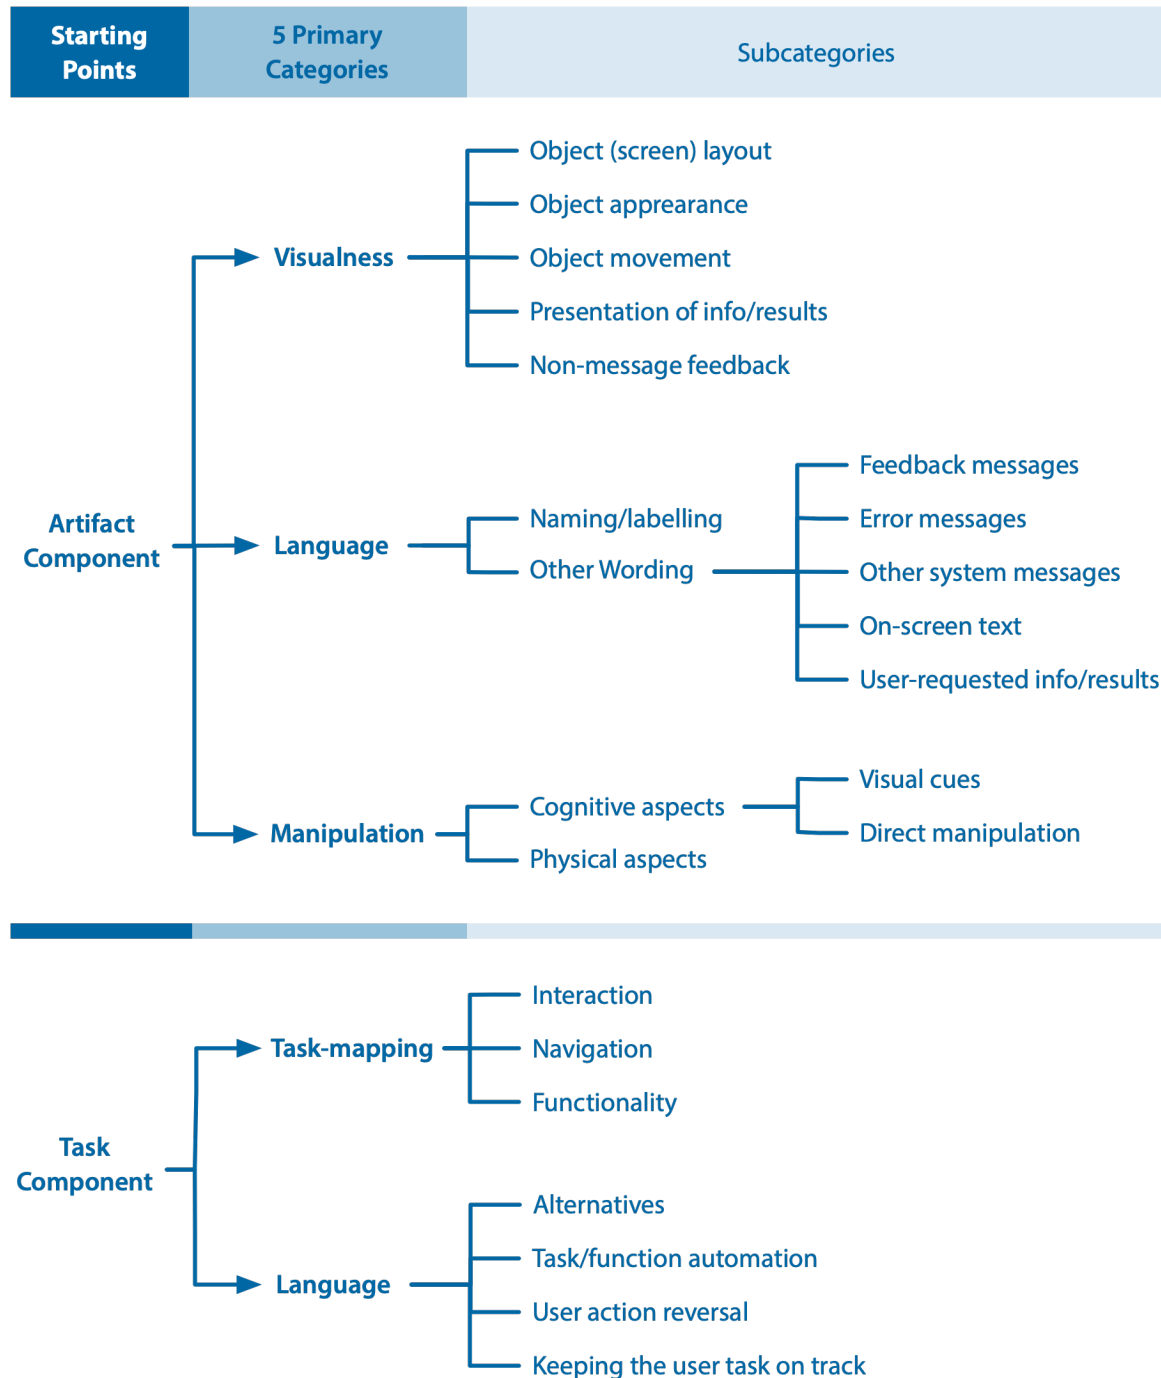 Starting
Points
5 Primary
Categories
Subcategories
Visualness
Object (screen) layout
Object apprearance
Object movement
Presentation of info/results
Non-message feedback
Artifact
Component
Language
Naming/labelling
Other Wording
Feedback messages
Error messages
Other system messages
On-screen text
User-requested info/results
Manipulation
Cognitive aspects
Visual cues
Direct manipulation
Physical aspects
Task
Component
Task-mapping
Interaction
Navigation
Functionality
Language
Alternatives
Task/function automation
User action reversal
Keeping the user task on track